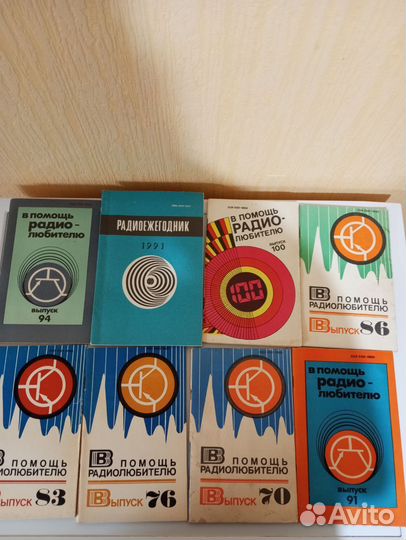 В ПОМОЩЬ
РАДИО-
ЛЮБИТЕЛЮ
ВЫПУСК
94
РАДИОЕЖЕГОДНИК
1991
В ПОМОЩЬ
РАДИО-
ЛЮБИТЕЛЮ
ВЫПУСК
100
100
В ПОМОЩЬ
РАДИОЛЮБИТЕЛЮ
ВЫПУСК 86
В ПОМОЩЬ
РАДИОЛЮБИТЕЛЮ
ВЫПУСК 83
В ПОМОЩЬ
РАДИОЛЮБИТЕЛЮ
ВЫПУСК 76
В ПОМОЩЬ
РАДИОЛЮБИТЕЛЮ
ВЫПУСК 70
В ПОМОЩЬ
РАДИО-
ЛЮБИТЕЛЮ
ВЫПУСК
91
Avito